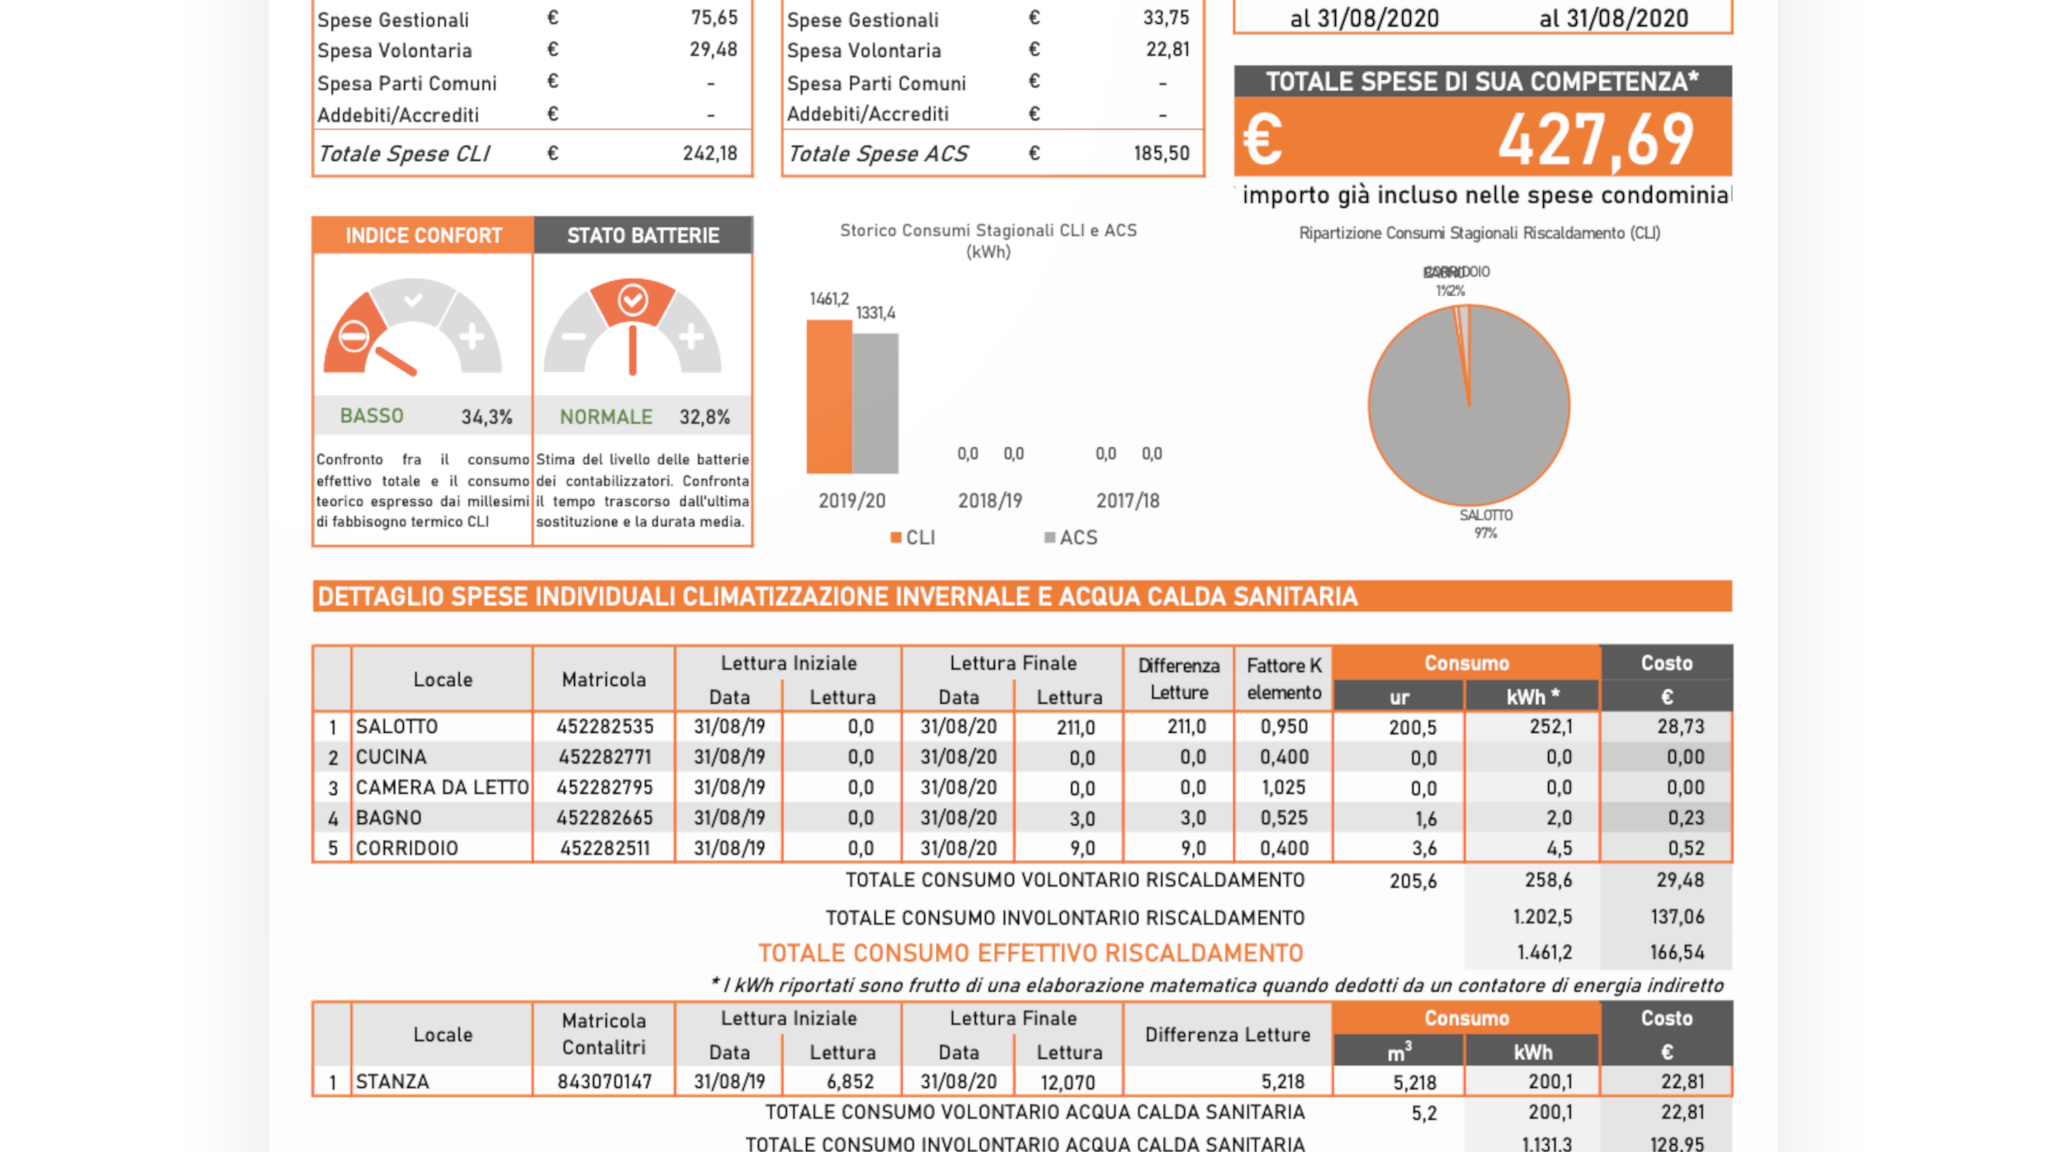 Spese Gestionali € 75,65
Spesa Volontaria € 29,48
Spesa Parti Comuni € -
Addebiti/Accrediti € -
Totale Spese CLI € 242,18
Spese Gestionali € 33,75
Spesa Volontaria € 22,81
Spesa Parti Comuni € -
Addebiti/Accrediti € -
Totale Spese ACS € 185,50
al 31/08/2020 al 31/08/2020
TOTALE SPESE DI SUA COMPETENZA*
€ 427,69
importo già incluso nelle spese condominia
INDICE CONFORT STATO BATTERIE
BASSO 34,3% NORMALE 32,8%
Confronto fra il consumo
effettivo totale e il consumo
teorico espresso dai millesimi
di fabbisogno termico CLI
Stima del livello delle batterie
dei contabilizzatori. Confronta
il tempo trascorso dall'ultima
sostituzione e la durata media.
Storico Consumi Stagionali CLI e ACS
(kWh)
1461,2
1331,4
0,0 0,0 0,0 0,0
2019/20 2018/19 2017/18
CLI ACS
Ripartizione Consumi Stagionali Riscaldamento (CLI)
CORRIDOIO
1% 2%
SALOTTO
97%
DETTAGLIO SPESE INDIVIDUALI CLIMATIZZAZIONE INVERNALE E ACQUA CALDA SANITARIA
Locale Matricola Lettura Iniziale Lettura Finale Differenza Letture Fattore K elemento Consumo Costo
Data Lettura Data Lettura ur kWh * €
1 SALOTTO 452282535 31/08/19 0,0 31/08/20 211,0 211,0 0,950 200,5 252,1 28,73
2 CUCINA 452282771 31/08/19 0,0 31/08/20 0,0 0,0 0,400 0,0 0,0 0,00
3 CAMERA DA LETTO 452282795 31/08/19 0,0 31/08/20 0,0 0,0 1,025 0,0 0,0 0,00
4 BAGNO 452282665 31/08/19 0,0 31/08/20 3,0 3,0 0,525 1,6 2,0 0,23
5 CORRIDOIO 452282511 31/08/19 0,0 31/08/20 9,0 9,0 0,400 3,6 4,5 0,52
TOTALE CONSUMO VOLONTARIO RISCALDAMENTO 205,6 258,6 29,48
TOTALE CONSUMO INVOLONTARIO RISCALDAMENTO 1.202,5 137,06
TOTALE CONSUMO EFFETTIVO RISCALDAMENTO 1.461,2 166,54
* I kWh riportati sono frutto di una elaborazione matematica quando dedotti da un contatore di energia indiretto
Locale Matricola Contalitri Lettura Iniziale Lettura Finale Differenza Letture Consumo Costo
Data Lettura Data Lettura m³ kWh €
1 STANZA 843070147 31/08/19 6,852 31/08/20 12,070 5,218 5,218 200,1 22,81
TOTALE CONSUMO VOLONTARIO ACQUA CALDA SANITARIA 5,2 200,1 22,81
TOTALE CONSUMO INVOLONTARIO ACQUA CALDA SANITARIA 1.131,3 128,95